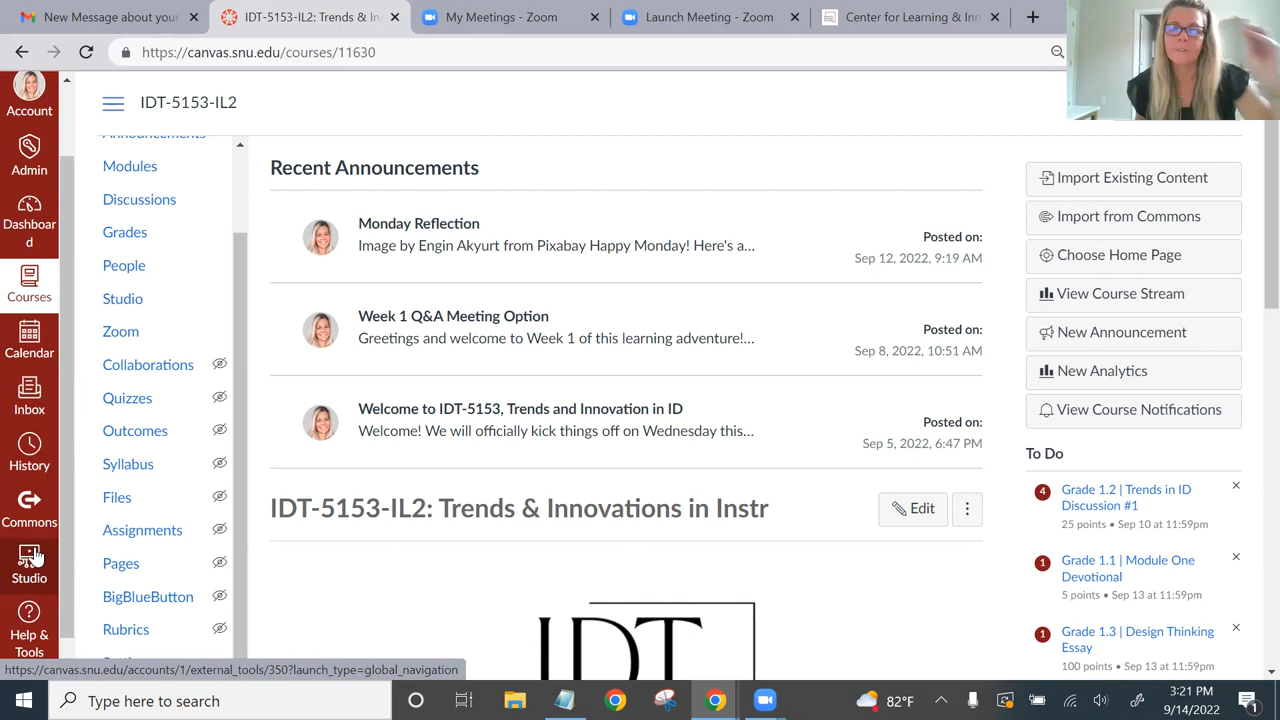 New Message about your
IDT-5153-IL2: Trends & In
My Meetings - Zoom
Launch Meeting - Zoom
Center for Learning & Inn
https://canvas.snu.edu/courses/11630
Account
Admin
Dashboar
d
Courses
Calendar
Inbox
History
Commons
Studio
Help &
Tools
IDT-5153-IL2
Announcements
Modules
Discussions
Grades
People
Studio
Zoom
Collaborations
Quizzes
Outcomes
Syllabus
Files
Assignments
Pages
BigBlueButton
Rubrics
Recent Announcements
Monday Reflection
Image by Engin Akyurt from Pixabay Happy Monday! Here's a...
Posted on:
Sep 12, 2022, 9:19 AM
Week 1 Q&A Meeting Option
Greetings and welcome to Week 1 of this learning adventure!...
Posted on:
Sep 8, 2022, 10:51 AM
Welcome to IDT-5153, Trends and Innovation in ID
Welcome! We will officially kick things off on Wednesday this...
Posted on:
Sep 5, 2022, 6:47 PM
IDT-5153-IL2: Trends & Innovations in Instr
Edit
IDT
Import Existing Content
Import from Commons
Choose Home Page
View Course Stream
New Announcement
New Analytics
View Course Notifications
To Do
4
Grade 1.2 | Trends in ID
Discussion #1
25 points • Sep 10 at 11:59pm
1
Grade 1.1 | Module One
Devotional
5 points • Sep 13 at 11:59pm
1
Grade 1.3 | Design Thinking
Essay
100 points • Sep 13 at 11:59pm
https://canvas.snu.edu/accounts/1/external_tools/350?launch_type=global_navigation
Type here to search
82°F
3:21 PM
9/14/2022
1